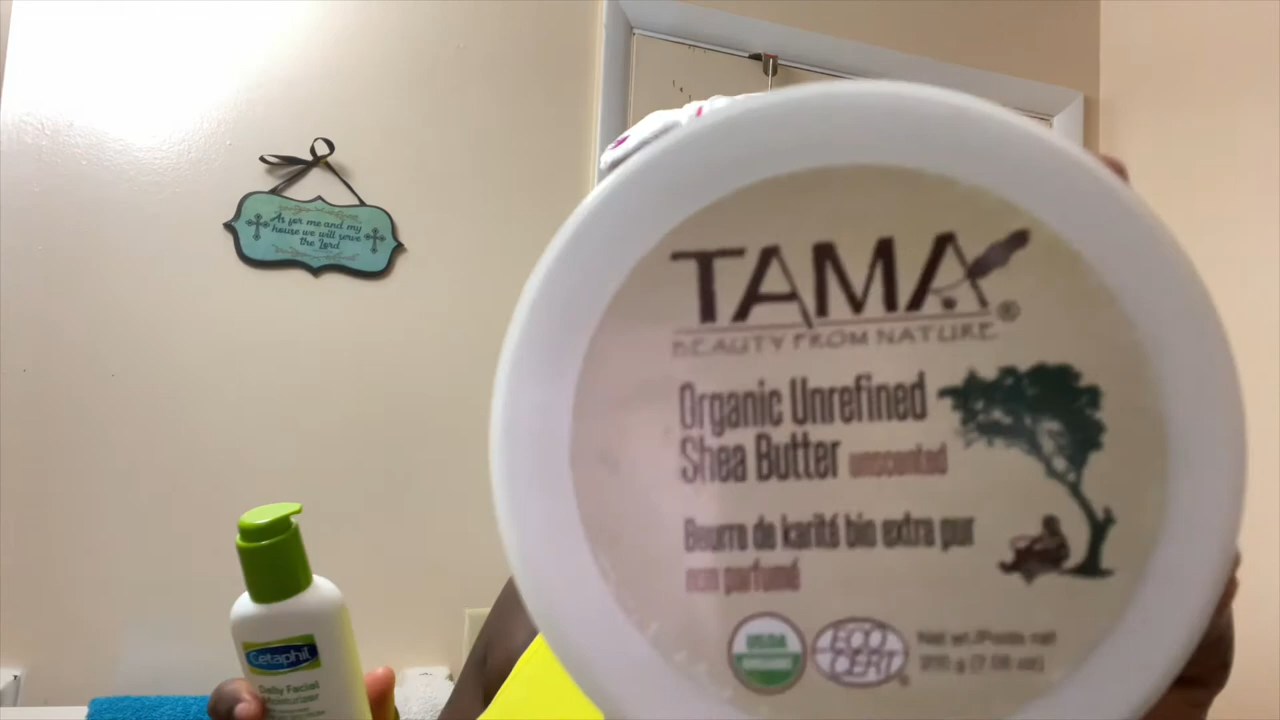 As for me and my
house we will serve
the Lord
TAMA®
BEAUTY FROM NATURE
Organic Unrefined
Shea Butter unscented
Beurre de karité bio extra pur
non parfumé
USDA
ORGANIC
ECO
CERT
Net wt./Poids net
Cetaphil
Daily Facial
Moisturizer